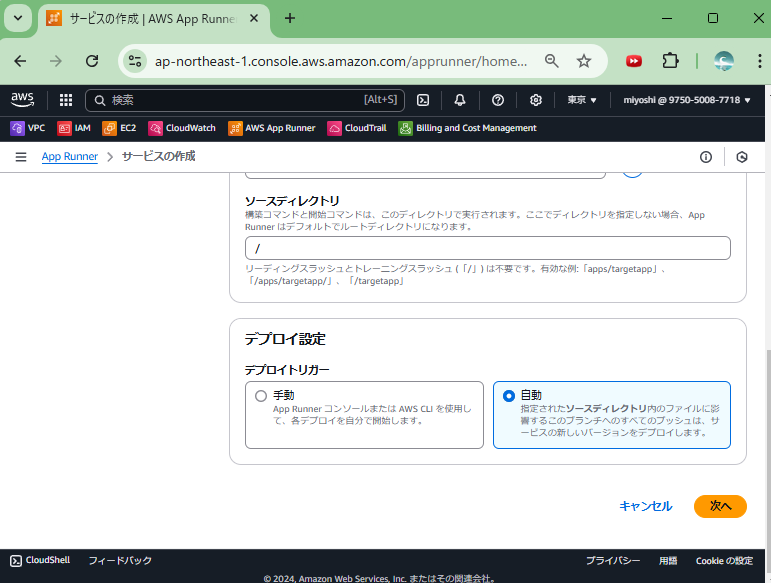 サービスの作成 | AWS App Runne
ap-northeast-1.console.aws.amazon.com/apprunner/home...
aws
検索
[Alt+S]
東京 ▼
miyoshi @ 9750-5008-7718 ▼
VPC
IAM
EC2
CloudWatch
AWS App Runner
CloudTrail
Billing and Cost Management
App Runner
サービスの作成
ソースディレクトリ
構築コマンドと開始コマンドは、このディレクトリで実行されます。ここでディレクトリを指定しない場合、App
Runner はデフォルトでルートディレクトリになります。
/
リーディングスラッシュとトレーニングスラッシュ (「/」) は不要です。有効な例:「apps/targetapp」、
「/apps/targetapp/」、「/targetapp」
デプロイ設定
デプロイトリガー
手動
App Runner コンソールまたは AWS CLI を使用し
て、各デプロイを自分で開始します。
自動
指定されたソースディレクトリ内のファイルに影
響するこのブランチへのすべてのプッシュは、サ
ービスの新しいバージョンをデプロイします。
キャンセル
次へ
CloudShell
フィードバック
プライバシー
用語
Cookie の設定
© 2024, Amazon Web Services, Inc. またはその関連会社。